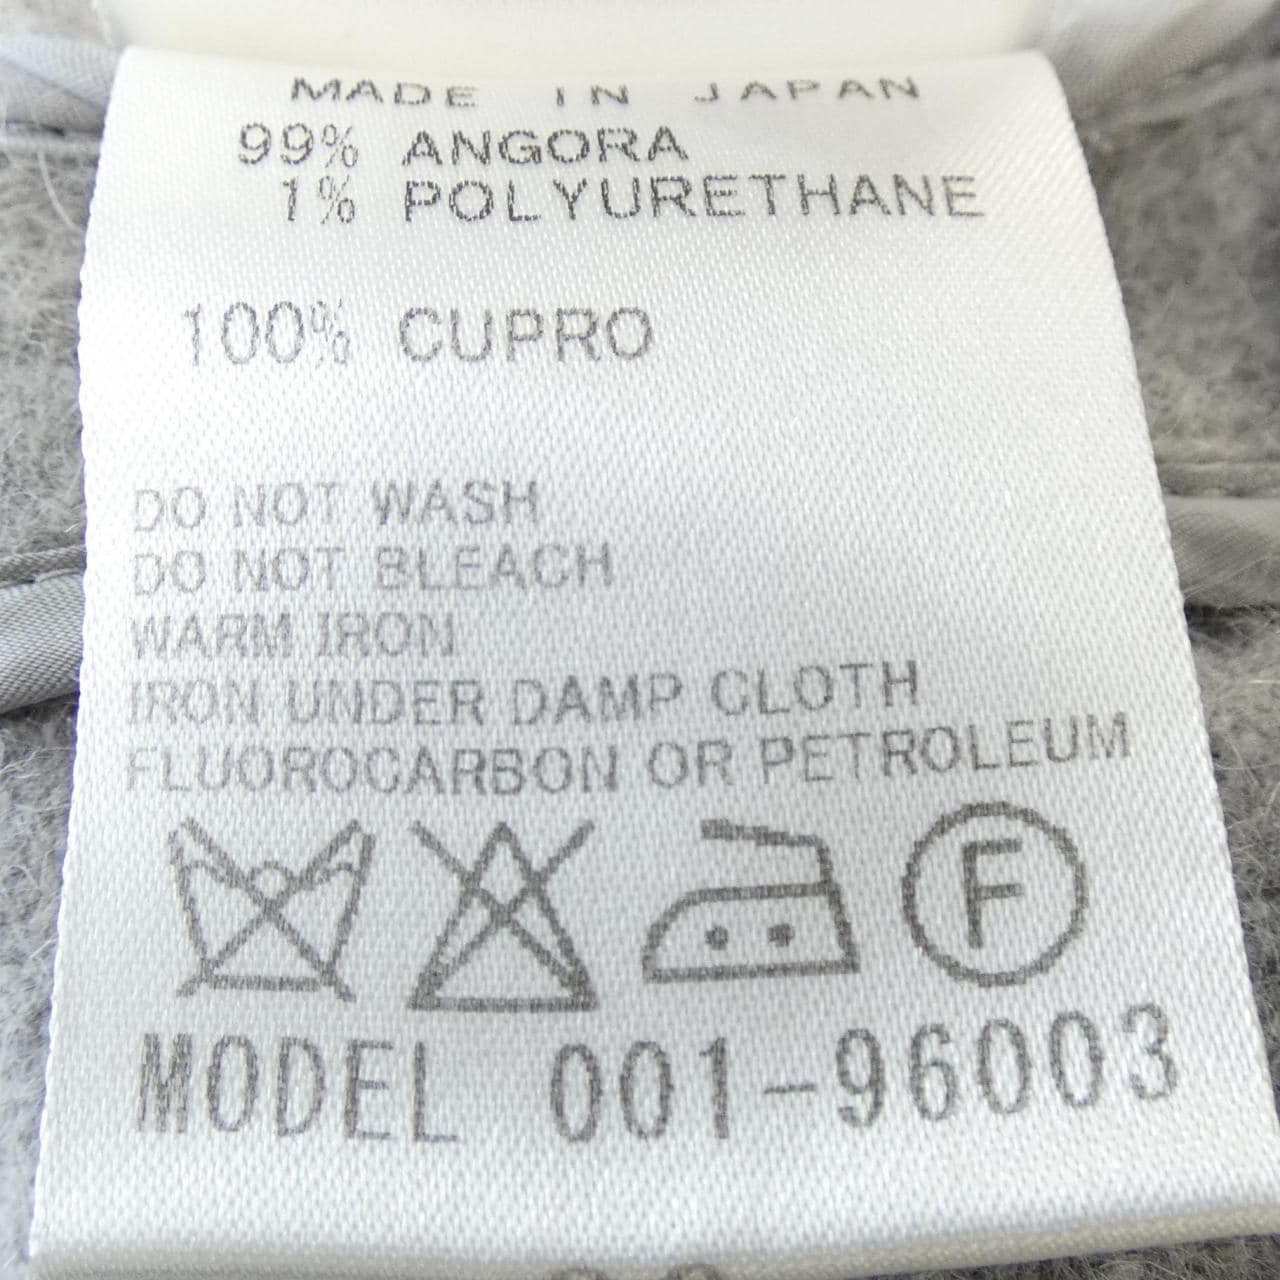 MADE IN JAPAN
99% ANGORA
1% POLYURETHANE
100% CUPRO
DO NOT WASH
DO NOT BLEACH
WARM IRON
IRON UNDER DAMP CLOTH
FLUOROCARBON OR PETROLEUM
F
MODEL 001-96003